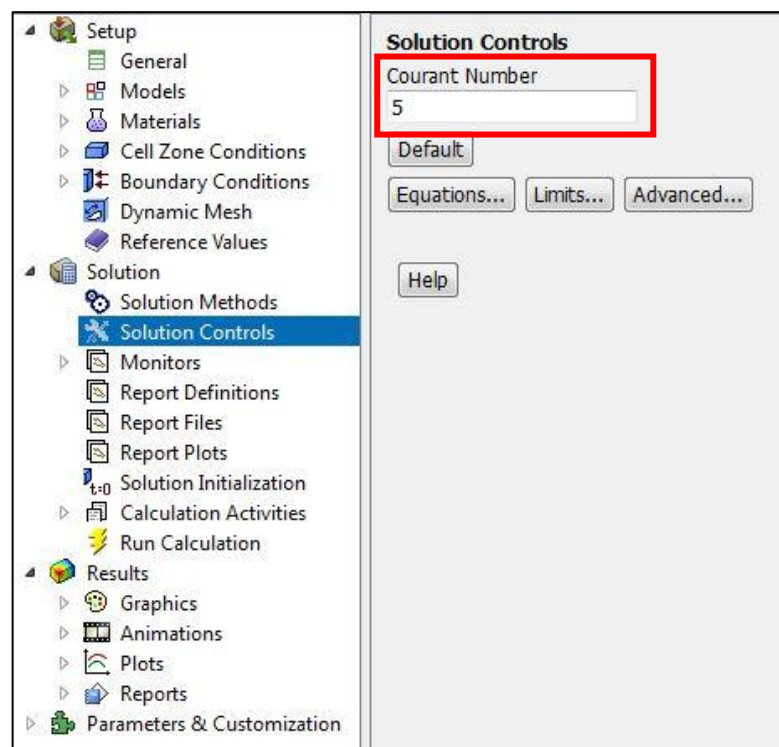 Setup
General
Models
Materials
Cell Zone Conditions
Boundary Conditions
Dynamic Mesh
Reference Values
Solution
Solution Methods
Solution Controls
Monitors
Report Definitions
Report Files
Report Plots
t=0 Solution Initialization
Calculation Activities
Run Calculation
Results
Graphics
Animations
Plots
Reports
Parameters & Customization
Solution Controls
Courant Number
5
Default
Equations... Limits... Advanced...
Help